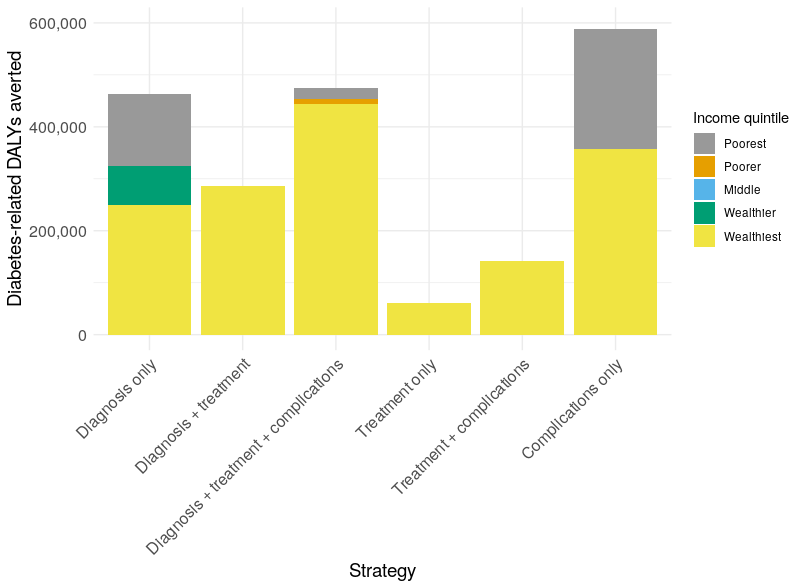 Diabetes-related DALYs averted
600,000
400,000
200,000
0
Diagnosis only
Diagnosis + treatment
Diagnosis + treatment + complications
Treatment only
Treatment + complications
Complications only
Strategy
Income quintile
Poorest
Poorer
Middle
Wealthier
Wealthiest